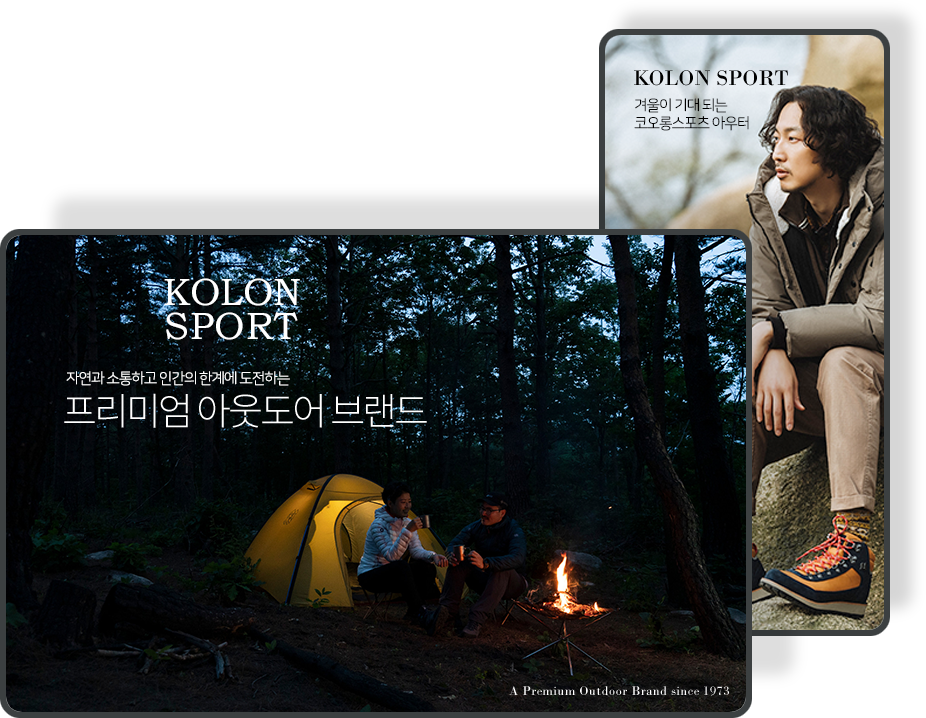 KOLON SPORT
겨울이 기대 되는
코오롱스포츠 아우터
KOLON
SPORT
자연과 소통하고 인간의 한계에 도전하는
프리미엄 아웃도어 브랜드
A Premium Outdoor Brand since 1973